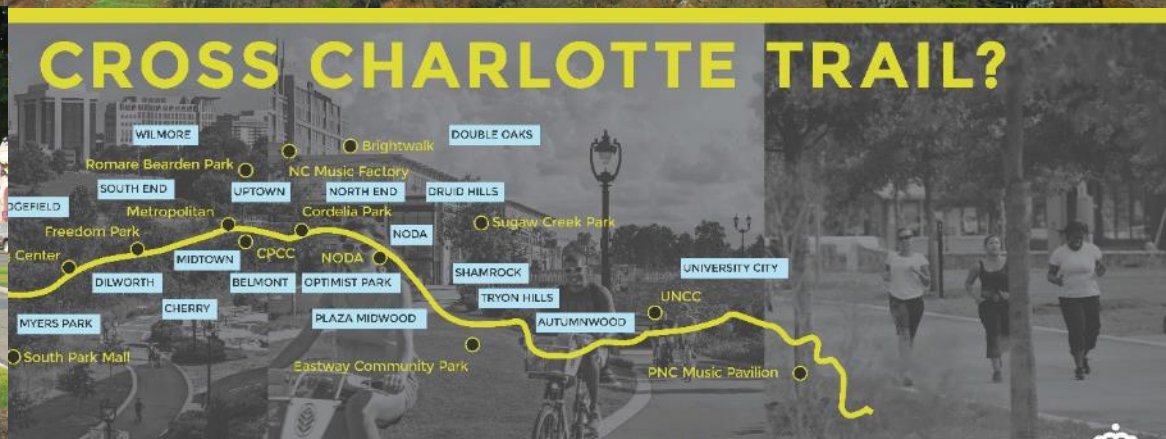 CROSS CHARLOTTE TRAIL?
WILMORE
DOUBLE OAKS
Brightwalk
Romare Bearden Park
NC Music Factory
SOUTH END
UPTOWN
NORTH END
DRUID HILLS
DGEFIELD
Metropolitan
Cordelia Park
Sugaw Creek Park
Freedom Park
NODA
Center
MIDTOWN
CPCC
NODA
UNIVERSITY CITY
SHAMROCK
DILWORTH
BELMONT
OPTIMIST PARK
TRYON HILLS
UNCC
CHERRY
MYERS PARK
PLAZA MIDWOOD
AUTUMNWOOD
South Park Mall
Eastway Community Park
PNC Music Pavilion